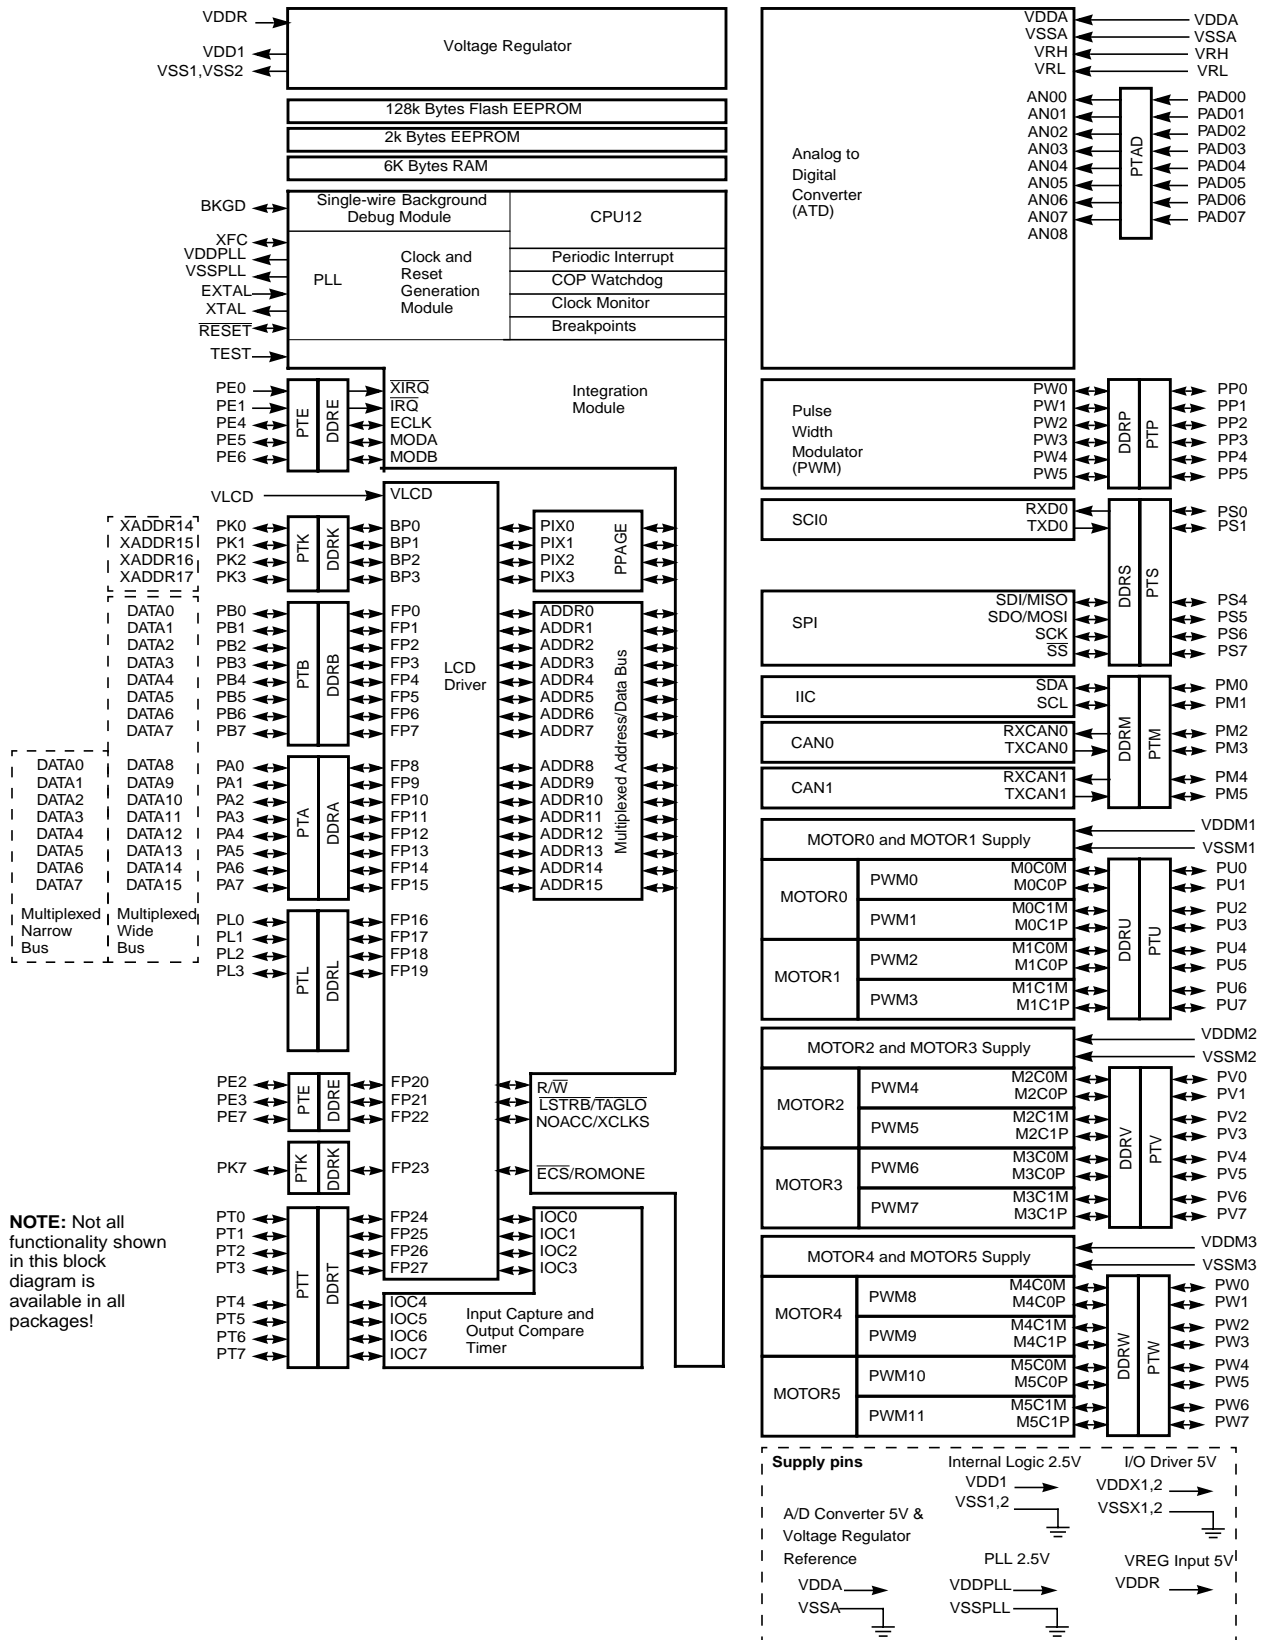 VDDR
VDD1
VSS1,VSS2
Voltage Regulator
128k Bytes Flash EEPROM
2k Bytes EEPROM
6K Bytes RAM
BKGD
Single-wire Background
Debug Module
CPU12
XFC
VDDPLL
VSSPLL
EXTAL
XTAL
RESET
TEST
PLL
Clock and
Reset
Generation
Module
Periodic Interrupt
COP Watchdog
Clock Monitor
Breakpoints
Integration
Module
PE0
PE1
PE4
PE5
PE6
PTE
DDRE
XIRQ
IRQ
ECLK
MODA
MODB
VLCD
VLCD
XADDR14
XADDR15
XADDR16
XADDR17
PK0
PK1
PK2
PK3
PTK
DDRK
BP0
BP1
BP2
BP3
PIX0
PIX1
PIX2
PIX3
PPAGE
DATA0
DATA1
DATA2
DATA3
DATA4
DATA5
DATA6
DATA7
PB0
PB1
PB2
PB3
PB4
PB5
PB6
PB7
PTB
DDRB
FP0
FP1
FP2
FP3
FP4
FP5
FP6
FP7
LCD
Driver
ADDR0
ADDR1
ADDR2
ADDR3
ADDR4
ADDR5
ADDR6
ADDR7
Multiplexed Address/Data Bus
DATA0
DATA1
DATA2
DATA3
DATA4
DATA5
DATA6
DATA7
Multiplexed
Narrow
Bus
DATA8
DATA9
DATA10
DATA11
DATA12
DATA13
DATA14
DATA15
Multiplexed
Wide
Bus
PA0
PA1
PA2
PA3
PA4
PA5
PA6
PA7
PTA
DDRA
FP8
FP9
FP10
FP11
FP12
FP13
FP14
FP15
ADDR8
ADDR9
ADDR10
ADDR11
ADDR12
ADDR13
ADDR14
ADDR15
PL0
PL1
PL2
PL3
PTL
DDRL
FP16
FP17
FP18
FP19
PE2
PE3
PE7
PTE
DDRE
FP20
FP21
FP22
R/W
LSTRB/TAGLO
NOACC/XCLKS
PK7
PTK
DDRK
FP23
ECS/ROMONE
NOTE: Not all
functionality shown
in this block
diagram is
available in all
packages!
PT0
PT1
PT2
PT3
PT4
PT5
PT6
PT7
PTT
DDRT
FP24
FP25
FP26
FP27
IOC0
IOC1
IOC2
IOC3
IOC4
IOC5
IOC6
IOC7
Input Capture and
Output Compare
Timer
Analog to
Digital
Converter
(ATD)
VDDA
VSSA
VRH
VRL
VDDA
VSSA
VRH
VRL
AN00
AN01
AN02
AN03
AN04
AN05
AN06
AN07
AN08
PTAD
PAD00
PAD01
PAD02
PAD03
PAD04
PAD05
PAD06
PAD07
Pulse
Width
Modulator
(PWM)
PW0
PW1
PW2
PW3
PW4
PW5
DDRP
PTP
PP0
PP1
PP2
PP3
PP4
PP5
SCI0
RXD0
TXD0
PS0
PS1
DDRS
PTS
SPI
SDI/MISO
SDO/MOSI
SCK
SS
PS4
PS5
PS6
PS7
IIC
SDA
SCL
PM0
PM1
CAN0
RXCAN0
TXCAN0
DDRM
PTM
PM2
PM3
CAN1
RXCAN1
TXCAN1
PM4
PM5
MOTOR0 and MOTOR1 Supply
VDDM1
VSSM1
MOTOR0
PWM0
PWM1
M0C0M
M0C0P
M0C1M
M0C1P
MOTOR1
PWM2
PWM3
M1C0M
M1C0P
M1C1M
M1C1P
DDRU
PTU
PU0
PU1
PU2
PU3
PU4
PU5
PU6
PU7
MOTOR2 and MOTOR3 Supply
VDDM2
VSSM2
MOTOR2
PWM4
PWM5
M2C0M
M2C0P
M2C1M
M2C1P
MOTOR3
PWM6
PWM7
M3C0M
M3C0P
M3C1M
M3C1P
DDRV
PTV
PV0
PV1
PV2
PV3
PV4
PV5
PV6
PV7
MOTOR4 and MOTOR5 Supply
VDDM3
VSSM3
MOTOR4
PWM8
PWM9
M4C0M
M4C0P
M4C1M
M4C1P
MOTOR5
PWM10
PWM11
M5C0M
M5C0P
M5C1M
M5C1P
DDRW
PTW
PW0
PW1
PW2
PW3
PW4
PW5
PW6
PW7
Supply pins
Internal Logic 2.5V
VDD1
VSS1,2
I/O Driver 5V
VDDX1,2
VSSX1,2
A/D Converter 5V &
Voltage Regulator
Reference
VDDA
VSSA
PLL 2.5V
VDDPLL
VSSPLL
VREG Input 5V
VDDR